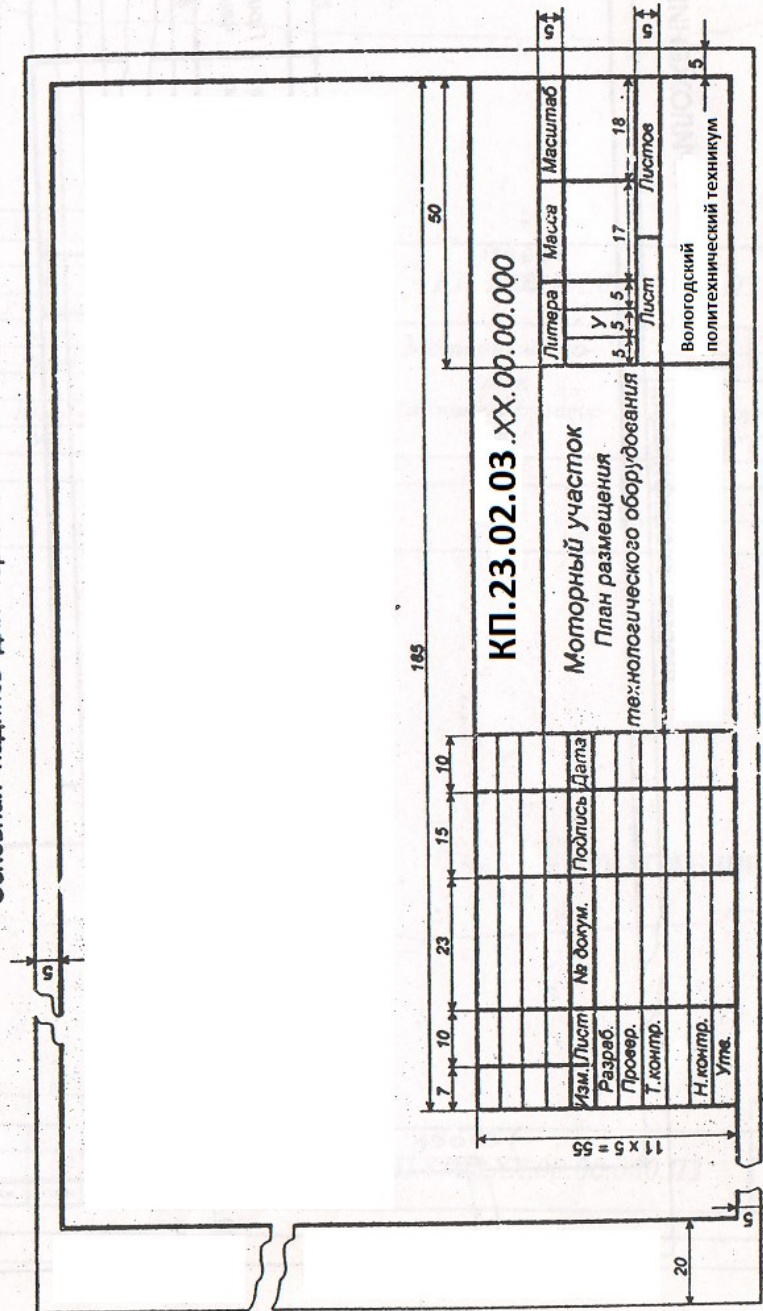 185
50
7
10
23
15
10
11 x 5 = 55
КП.23.02.03.XX.00.00.000
Изм. Лист № докум. Подпись Дата
Разраб.
Провер.
Т.контр.
Н.контр.
Утв.
Моторный участок
План размещения
технологического оборудования
Литера Масса Масштаб
У
5 5 5 17 18
Лист Листов
Вологодский
политехнический техникум
5
5
5
5
5
20